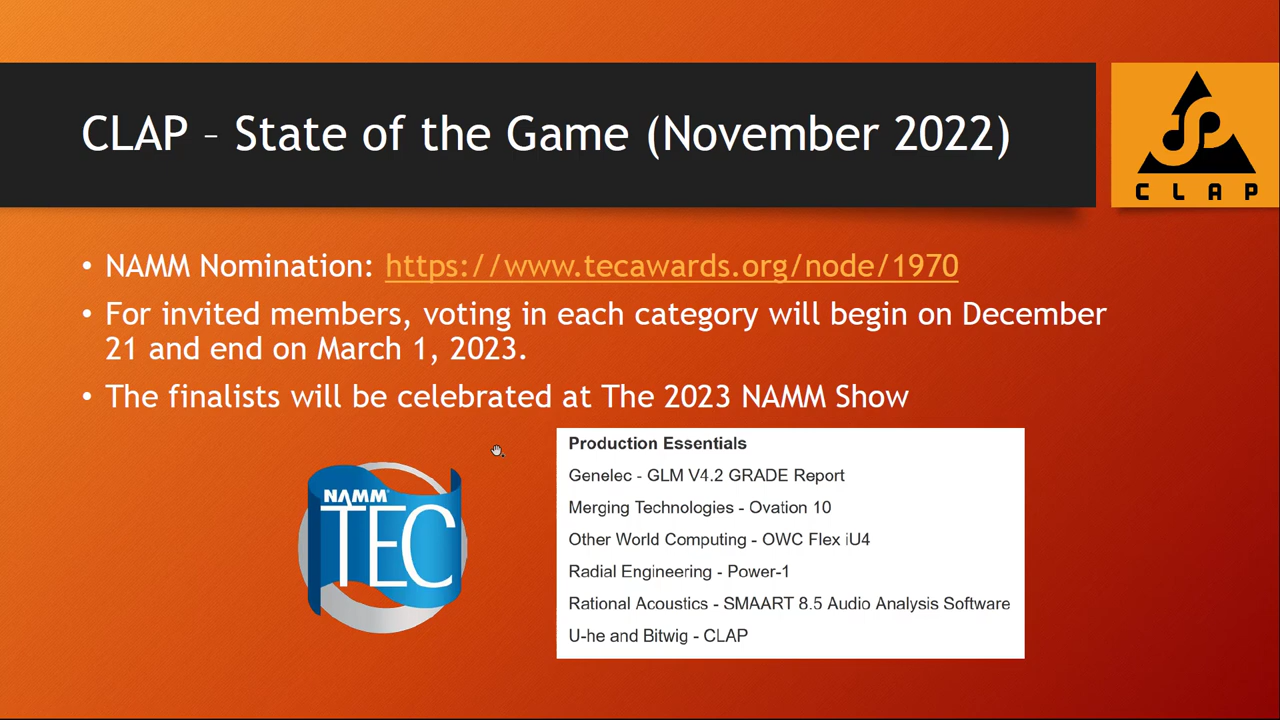 CLAP – State of the Game (November 2022)
CLAP
• NAMM Nomination: https://www.tecawards.org/node/1970
• For invited members, voting in each category will begin on December
21 and end on March 1, 2023.
• The finalists will be celebrated at The 2023 NAMM Show
NAMM®
TEC
Production Essentials
Genelec - GLM V4.2 GRADE Report
Merging Technologies - Ovation 10
Other World Computing - OWC Flex iU4
Radial Engineering - Power-1
Rational Acoustics - SMAART 8.5 Audio Analysis Software
U-he and Bitwig - CLAP